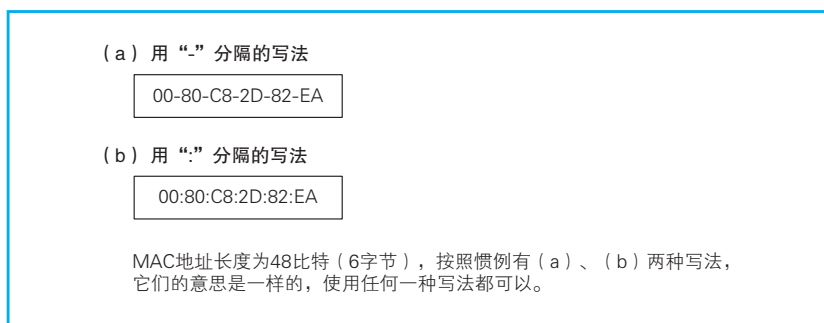 （a）用“-”分隔的写法
00-80-C8-2D-82-EA
（b）用“:”分隔的写法
00:80:C8:2D:82:EA
MAC地址长度为48比特（6字节），按照惯例有（a）、（b）两种写法，
它们的意思是一样的，使用任何一种写法都可以。